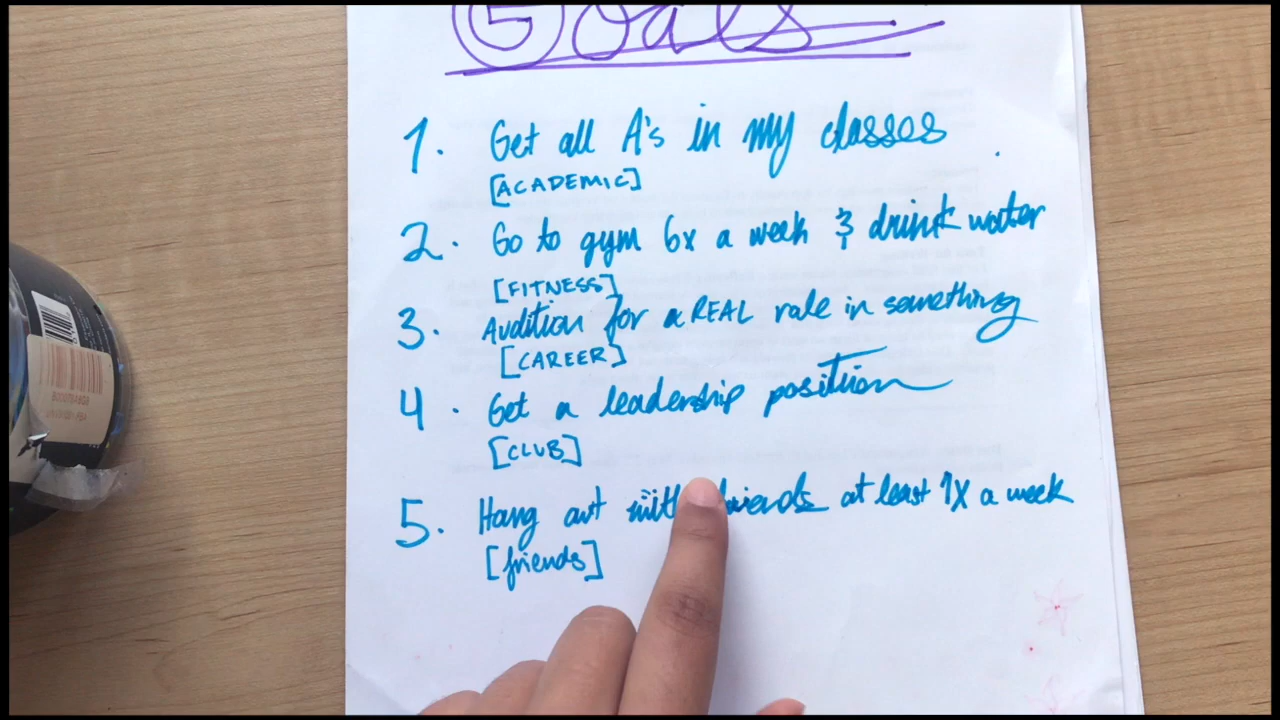 Goals
1. Get all A's in my classes
[ACADEMIC]
2. Go to gym 6x a week & drink water
[FITNESS]
3. Audition for a REAL role in something
[CAREER]
4. Get a leadership position
[CLUB]
5. Hang out with friends at least 1x a week
[friends]